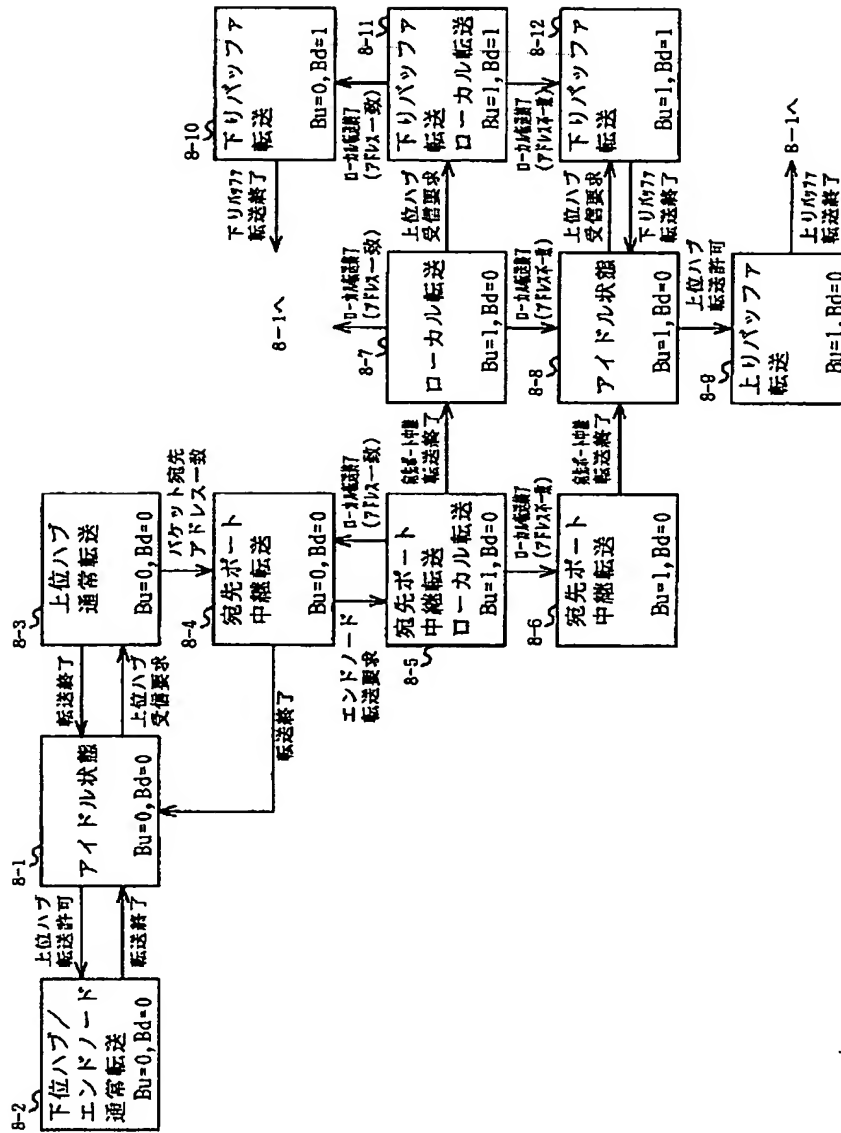 8-1
アイドル状態
Bu=0, Bd=0
上位ハブ
転送許可
転送終了
8-2
下位ハブ/
エンドノード
通常転送
Bu=0, Bd=0
転送終了
上位ハブ
受信要求
8-3
上位ハブ
通常転送
Bu=0, Bd=0
パケット宛先
アドレス一致
8-4
宛先ポート
中継転送
Bu=0, Bd=0
転送終了
エンドノード
転送要求
ローカル転送終了
(アドレス一致)
8-5
宛先ポート
中継転送
ローカル転送
Bu=1, Bd=0
ローカル転送終了
(アドレス不一致)
8-6
宛先ポート
中継転送
Bu=1, Bd=0
宛先ポート中継
転送終了
宛先ポート中継
転送終了
8-7
ローカル転送
Bu=1, Bd=0
ローカル転送終了
(アドレス一致)
8-1へ
ローカル転送終了
(アドレス不一致)
8-8
アイドル状態
Bu=1, Bd=0
上位ハブ
転送許可
8-9
上りバッファ
転送
Bu=1, Bd=0
上りバッファ
転送終了
8-1へ
上位ハブ
受信要求
8-10
下りバッファ
転送
Bu=0, Bd=1
下りバッファ
転送終了
ローカル転送終了
(アドレス一致)
8-11
下りバッファ
転送
ローカル転送
Bu=1, Bd=1
ローカル転送終了
(アドレス不一致)
8-12
下りバッファ
転送
Bu=1, Bd=1
上位ハブ
受信要求
下りバッファ
転送終了